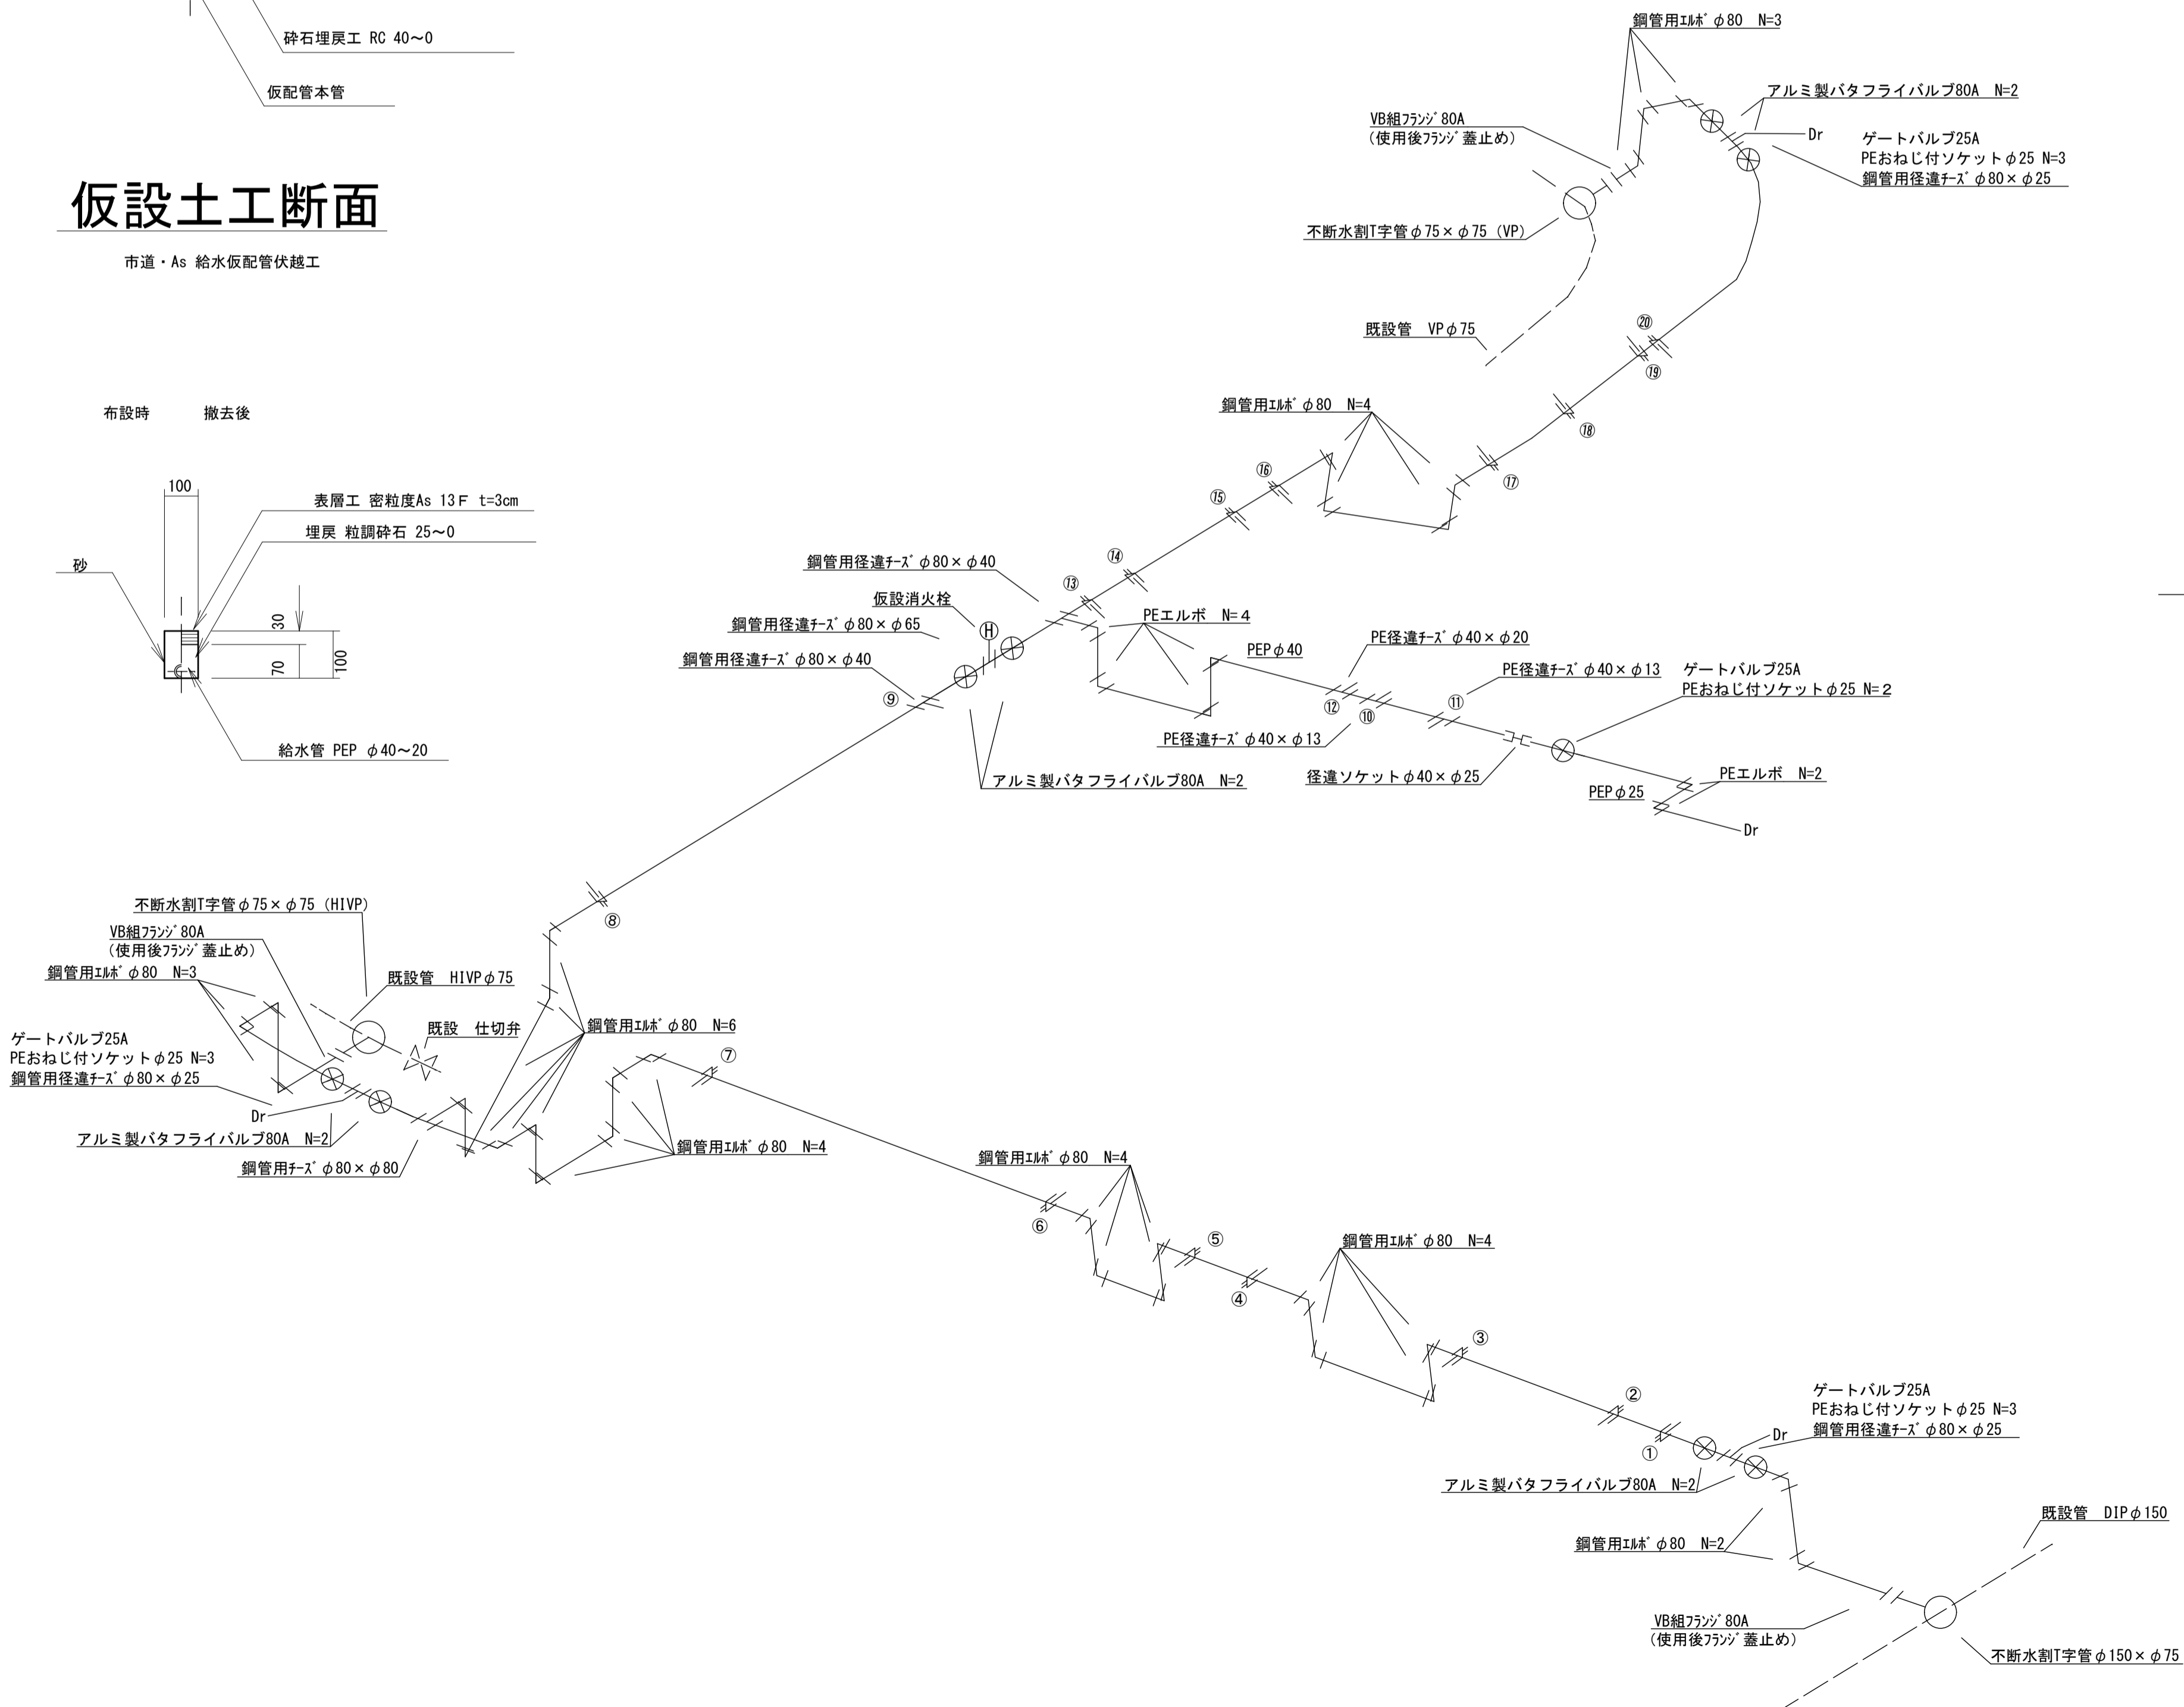 砕石埋戻工 RC 40～0
仮配管本管
仮設土工断面
市道・As 給水仮配管伏越工
布設時
撤去後
100
表層工 密粒度As 13Ｆ t=3cm
埋戻 粒調砕石 25～0
砂
30
70
100
給水管 PEP φ40～20
鋼管用ｴﾙﾎﾞφ80 N=3
アルミ製バタフライバルブ80A N=2
VB組ﾌﾗﾝｼﾞ80A
(使用後ﾌﾗﾝｼﾞ蓋止め)
Dr
ゲートバルブ25A
PEおねじ付ソケットφ25 N=3
鋼管用径違ﾁｰｽﾞφ80×φ25
不断水割T字管φ75×φ75 (VP)
既設管 VPφ75
⑳
⑲
⑱
鋼管用ｴﾙﾎﾞφ80 N=4
⑰
⑯
⑮
⑭
⑬
鋼管用径違ﾁｰｽﾞφ80×φ40
仮設消火栓
H
鋼管用径違ﾁｰｽﾞφ80×φ65
鋼管用径違ﾁｰｽﾞφ80×φ40
⑨
PEエルボ N=４
PEPφ40
PE径違ﾁｰｽﾞφ40×φ20
PE径違ﾁｰｽﾞφ40×φ13
ゲートバルブ25A
PEおねじ付ソケットφ25 N=２
⑫
⑩
⑪
PE径違ﾁｰｽﾞφ40×φ13
径違ソケットφ40×φ25
アルミ製バタフライバルブ80A N=2
PEエルボ N=2
PEPφ25
Dr
⑧
不断水割T字管φ75×φ75 (HIVP)
VB組ﾌﾗﾝｼﾞ80A
(使用後ﾌﾗﾝｼﾞ蓋止め)
鋼管用ｴﾙﾎﾞφ80 N=3
既設管 HIVPφ75
既設 仕切弁
ゲートバルブ25A
PEおねじ付ソケットφ25 N=3
鋼管用径違ﾁｰｽﾞφ80×φ25
Dr
アルミ製バタフライバルブ80A N=2
鋼管用ﾁｰｽﾞφ80×φ80
鋼管用ｴﾙﾎﾞφ80 N=6
⑦
鋼管用ｴﾙﾎﾞφ80 N=4
鋼管用ｴﾙﾎﾞφ80 N=4
⑥
⑤
④
鋼管用ｴﾙﾎﾞφ80 N=4
③
②
①
ゲートバルブ25A
PEおねじ付ソケットφ25 N=3
鋼管用径違ﾁｰｽﾞφ80×φ25
Dr
アルミ製バタフライバルブ80A N=2
鋼管用ｴﾙﾎﾞφ80 N=2
既設管 DIPφ150
VB組ﾌﾗﾝｼﾞ80A
(使用後ﾌﾗﾝｼﾞ蓋止め)
不断水割T字管φ150×φ75